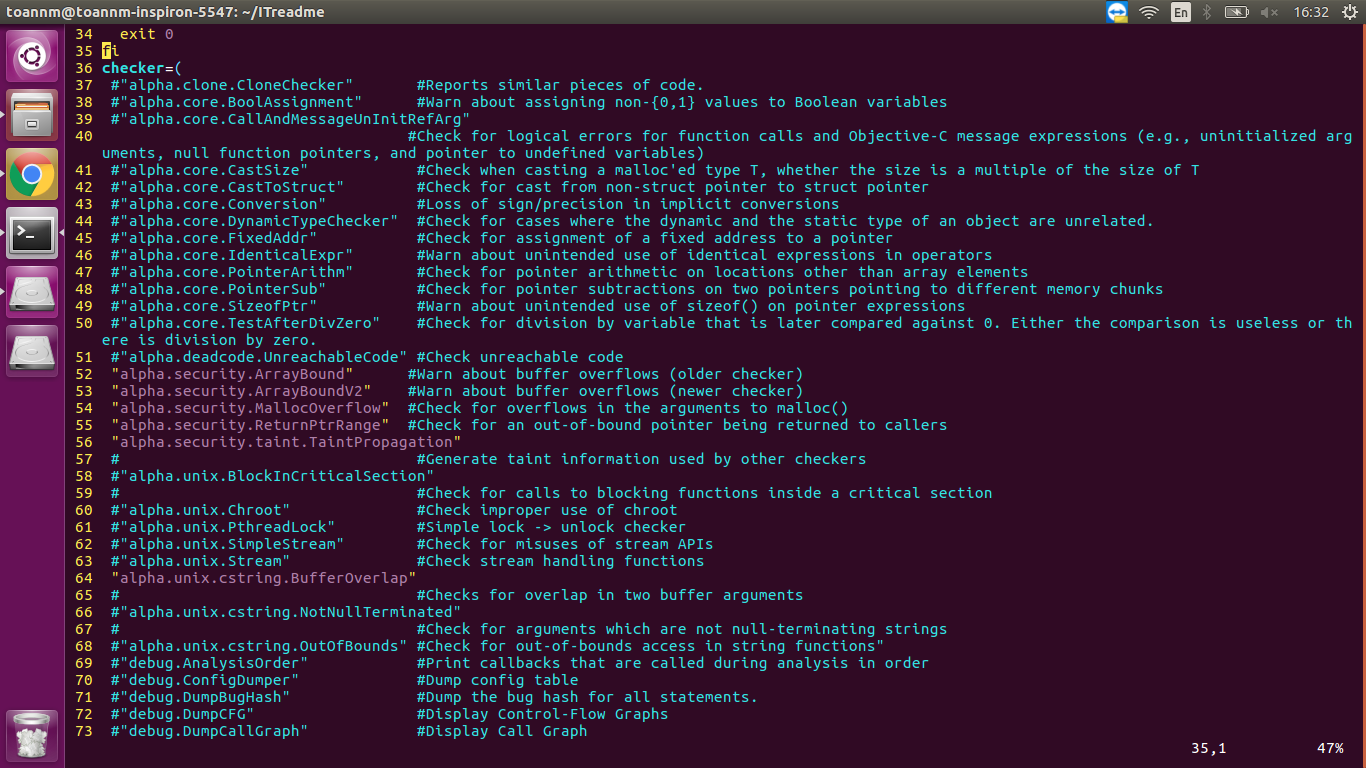 toannm@toannm-inspiron-5547: ~/ITreadme
En
16:32
34   exit 0
35 fi
36 checker=(
37  #"alpha.clone.CloneChecker"       #Reports similar pieces of code.
38  #"alpha.core.BoolAssignment"      #Warn about assigning non-{0,1} values to Boolean variables
39  #"alpha.core.CallAndMessageUnInitRefArg"
40                                   #Check for logical errors for function calls and Objective-C message expressions (e.g., uninitialized arg
uments, null function pointers, and pointer to undefined variables)
41  #"alpha.core.CastSize"            #Check when casting a malloc'ed type T, whether the size is a multiple of the size of T
42  #"alpha.core.CastToStruct"        #Check for cast from non-struct pointer to struct pointer
43  #"alpha.core.Conversion"          #Loss of sign/precision in implicit conversions
44  #"alpha.core.DynamicTypeChecker"  #Check for cases where the dynamic and the static type of an object are unrelated.
45  #"alpha.core.FixedAddr"           #Check for assignment of a fixed address to a pointer
46  #"alpha.core.IdenticalExpr"       #Warn about unintended use of identical expressions in operators
47  #"alpha.core.PointerArithm"       #Check for pointer arithmetic on locations other than array elements
48  #"alpha.core.PointerSub"          #Check for pointer subtractions on two pointers pointing to different memory chunks
49  #"alpha.core.SizeofPtr"           #Warn about unintended use of sizeof() on pointer expressions
50  #"alpha.core.TestAfterDivZero"    #Check for division by variable that is later compared against 0. Either the comparison is useless or th
ere is division by zero.
51  #"alpha.deadcode.UnreachableCode" #Check unreachable code
52  "alpha.security.ArrayBound"      #Warn about buffer overflows (older checker)
53  "alpha.security.ArrayBoundV2"    #Warn about buffer overflows (newer checker)
54  "alpha.security.MallocOverflow"  #Check for overflows in the arguments to malloc()
55  "alpha.security.ReturnPtrRange"  #Check for an out-of-bound pointer being returned to callers
56  "alpha.security.taint.TaintPropagation"
57  #                                 #Generate taint information used by other checkers
58  #"alpha.unix.BlockInCriticalSection"
59  #                                 #Check for calls to blocking functions inside a critical section
60  #"alpha.unix.Chroot"              #Check improper use of chroot
61  #"alpha.unix.PthreadLock"         #Simple lock -> unlock checker
62  #"alpha.unix.SimpleStream"        #Check for misuses of stream APIs
63  #"alpha.unix.Stream"              #Check stream handling functions
64  "alpha.unix.cstring.BufferOverlap"
65  #                                 #Checks for overlap in two buffer arguments
66  #"alpha.unix.cstring.NotNullTerminated"
67  #                                 #Check for arguments which are not null-terminating strings
68  #"alpha.unix.cstring.OutOfBounds" #Check for out-of-bounds access in string functions"
69  #"debug.AnalysisOrder"            #Print callbacks that are called during analysis in order
70  #"debug.ConfigDumper"             #Dump config table
71  #"debug.DumpBugHash"              #Dump the bug hash for all statements.
72  #"debug.DumpCFG"                  #Display Control-Flow Graphs
73  #"debug.DumpCallGraph"            #Display Call Graph
35,1          47%